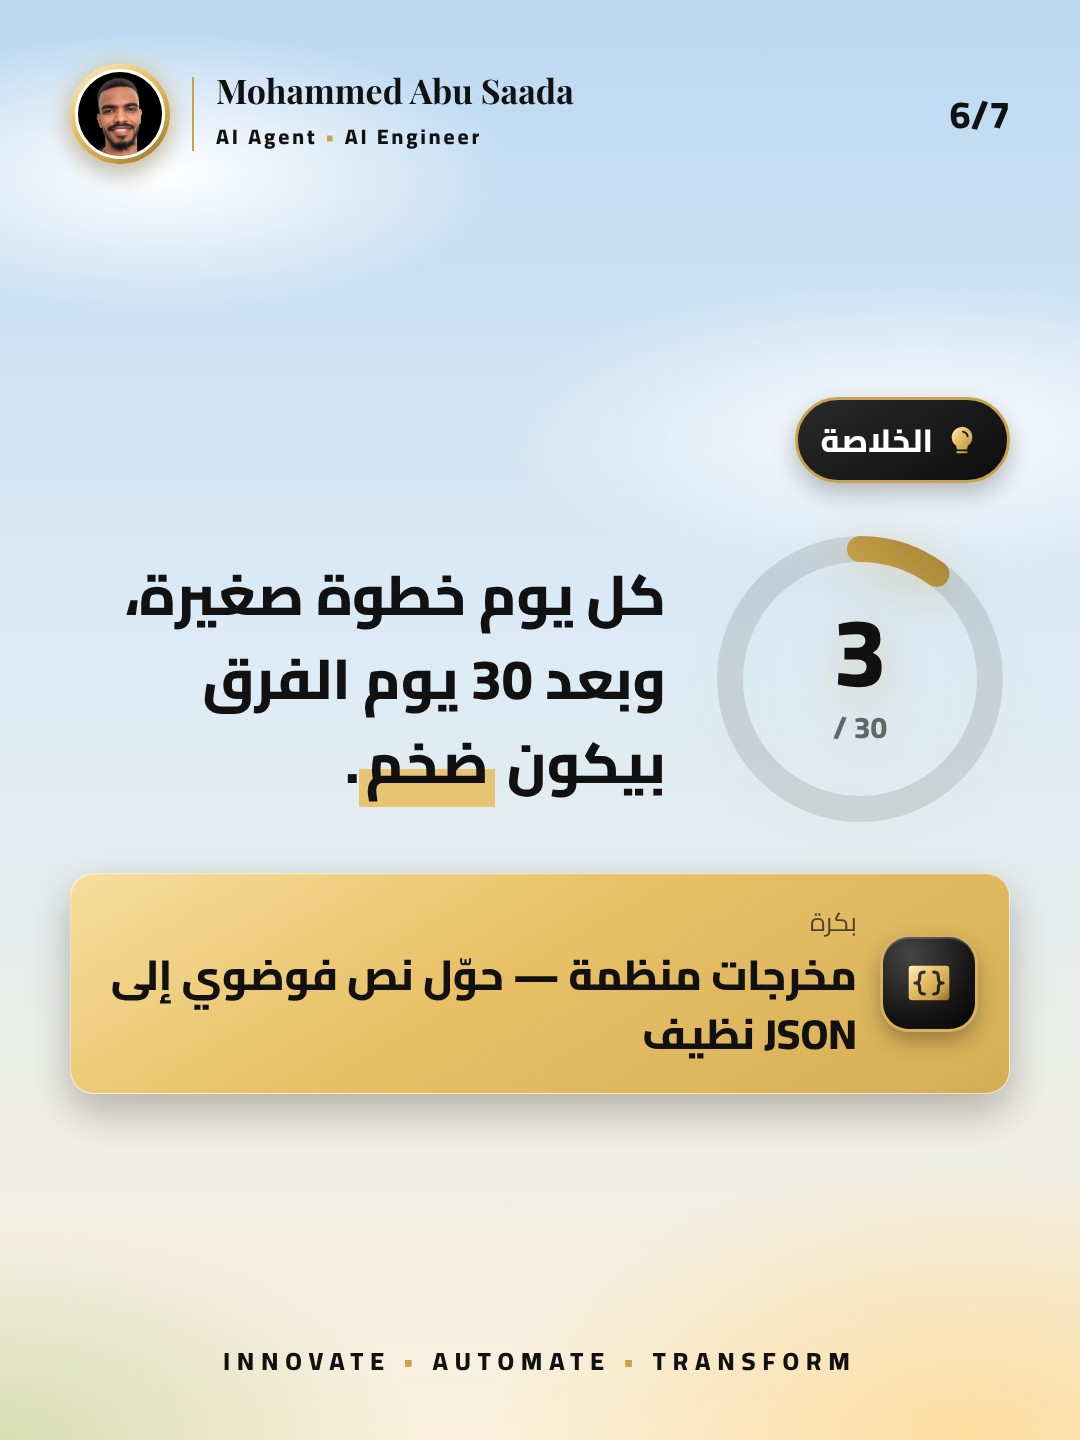 Mohammed Abu Saada
AI Agent ▪ AI Engineer
6/7
الخلاصة
3
/ 30
كل يوم خطوة صغيرة،
وبعد 30 يوم الفرق
بيكون ضخم.
بكرة
مخرجات منظمة — حوّل نص فوضوي إلى
JSON نظيف
{}
INNOVATE ▪ AUTOMATE ▪ TRANSFORM